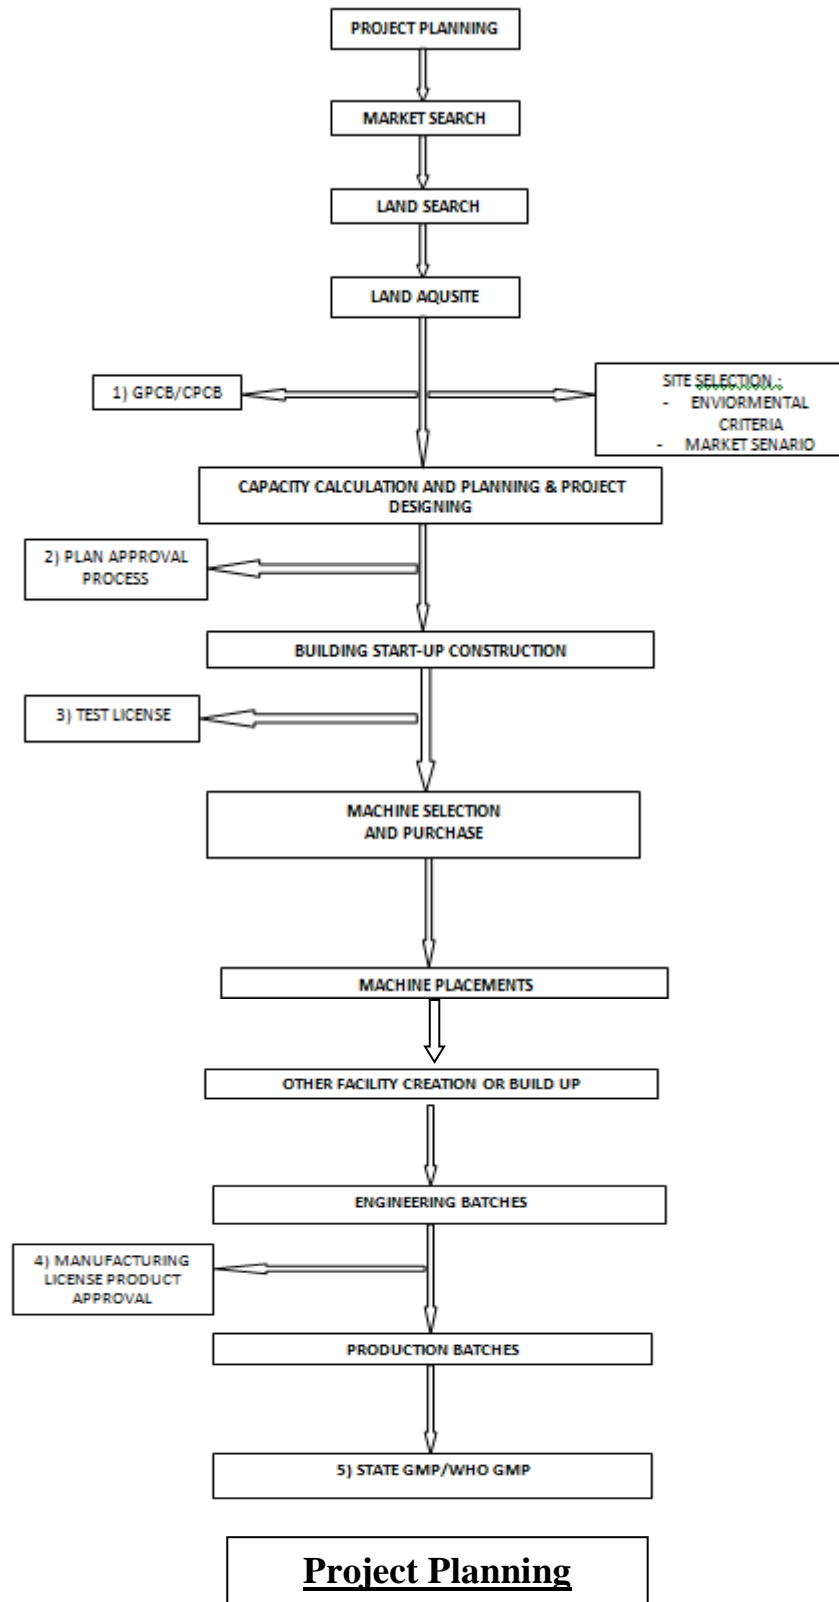 PROJECT PLANNING
MARKET SEARCH
LAND SEARCH
LAND AQUSITE
1) GPCB/CPCB
SITE SELECTION :
- ENVIORMENTAL
CRITERIA
- MARKET SENARIO
CAPACITY CALCULATION AND PLANNING & PROJECT
DESIGNING
2) PLAN APPROVAL
PROCESS
BUILDING START-UP CONSTRUCTION
3) TEST LICENSE
MACHINE SELECTION
AND PURCHASE
MACHINE PLACEMENTS
OTHER FACILITY CREATION OR BUILD UP
ENGINEERING BATCHES
4) MANUFACTURING
LICENSE PRODUCT
APPROVAL
PRODUCTION BATCHES
5) STATE GMP/WHO GMP
Project Planning